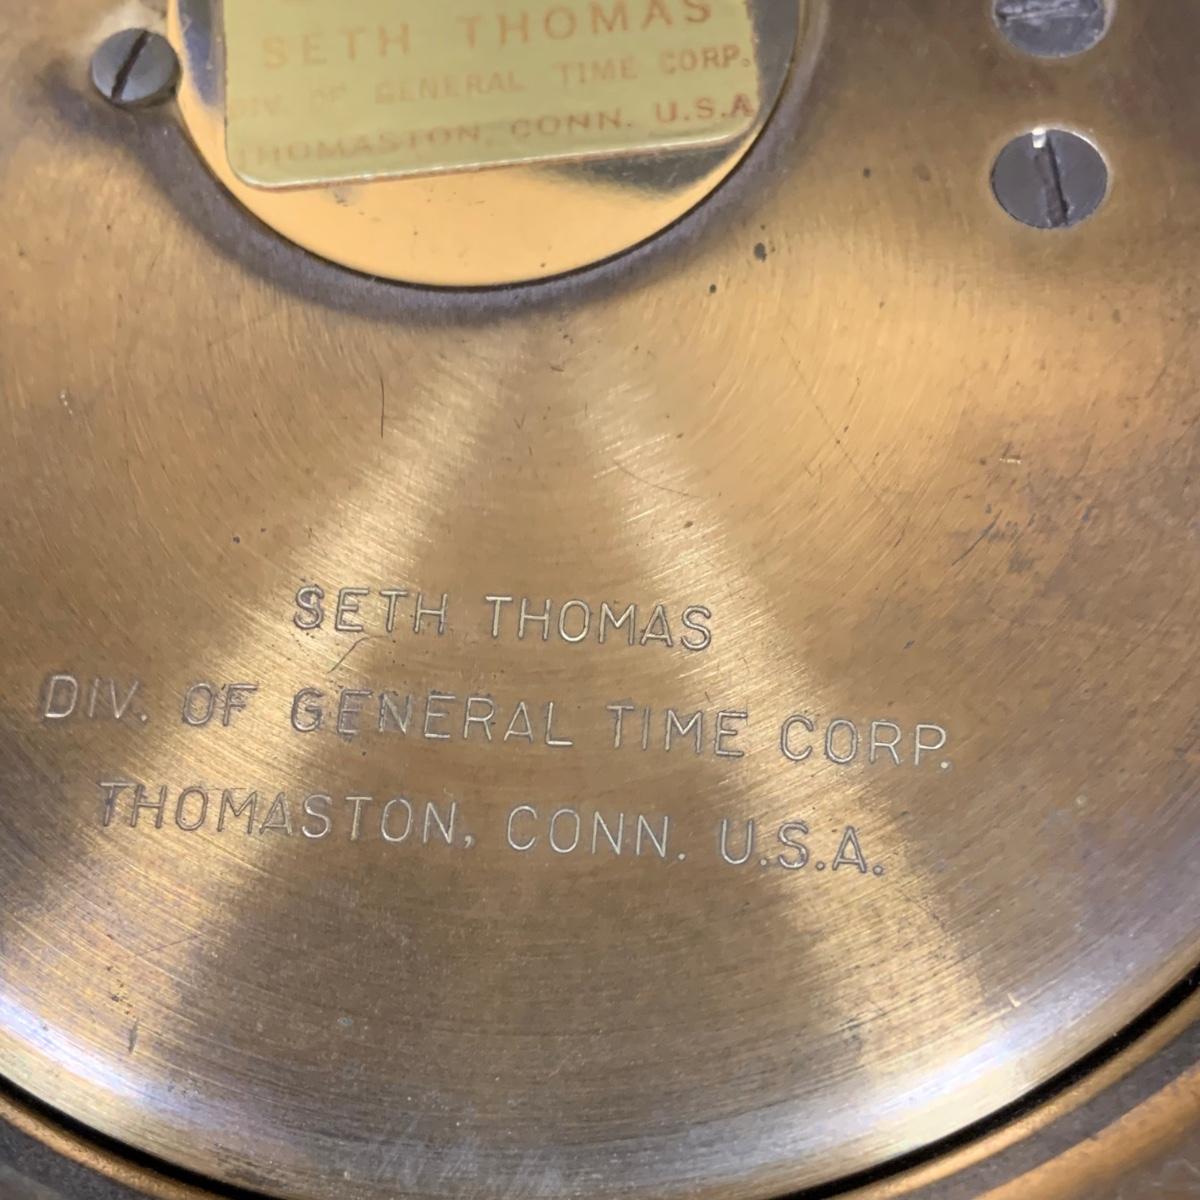 SETH THOMAS
DIV. OF GENERAL TIME CORP.
THOMASTON, CONN. U.S.A
SETH THOMAS
DIV. OF GENERAL TIME CORP.
THOMASTON, CONN. U.S.A.